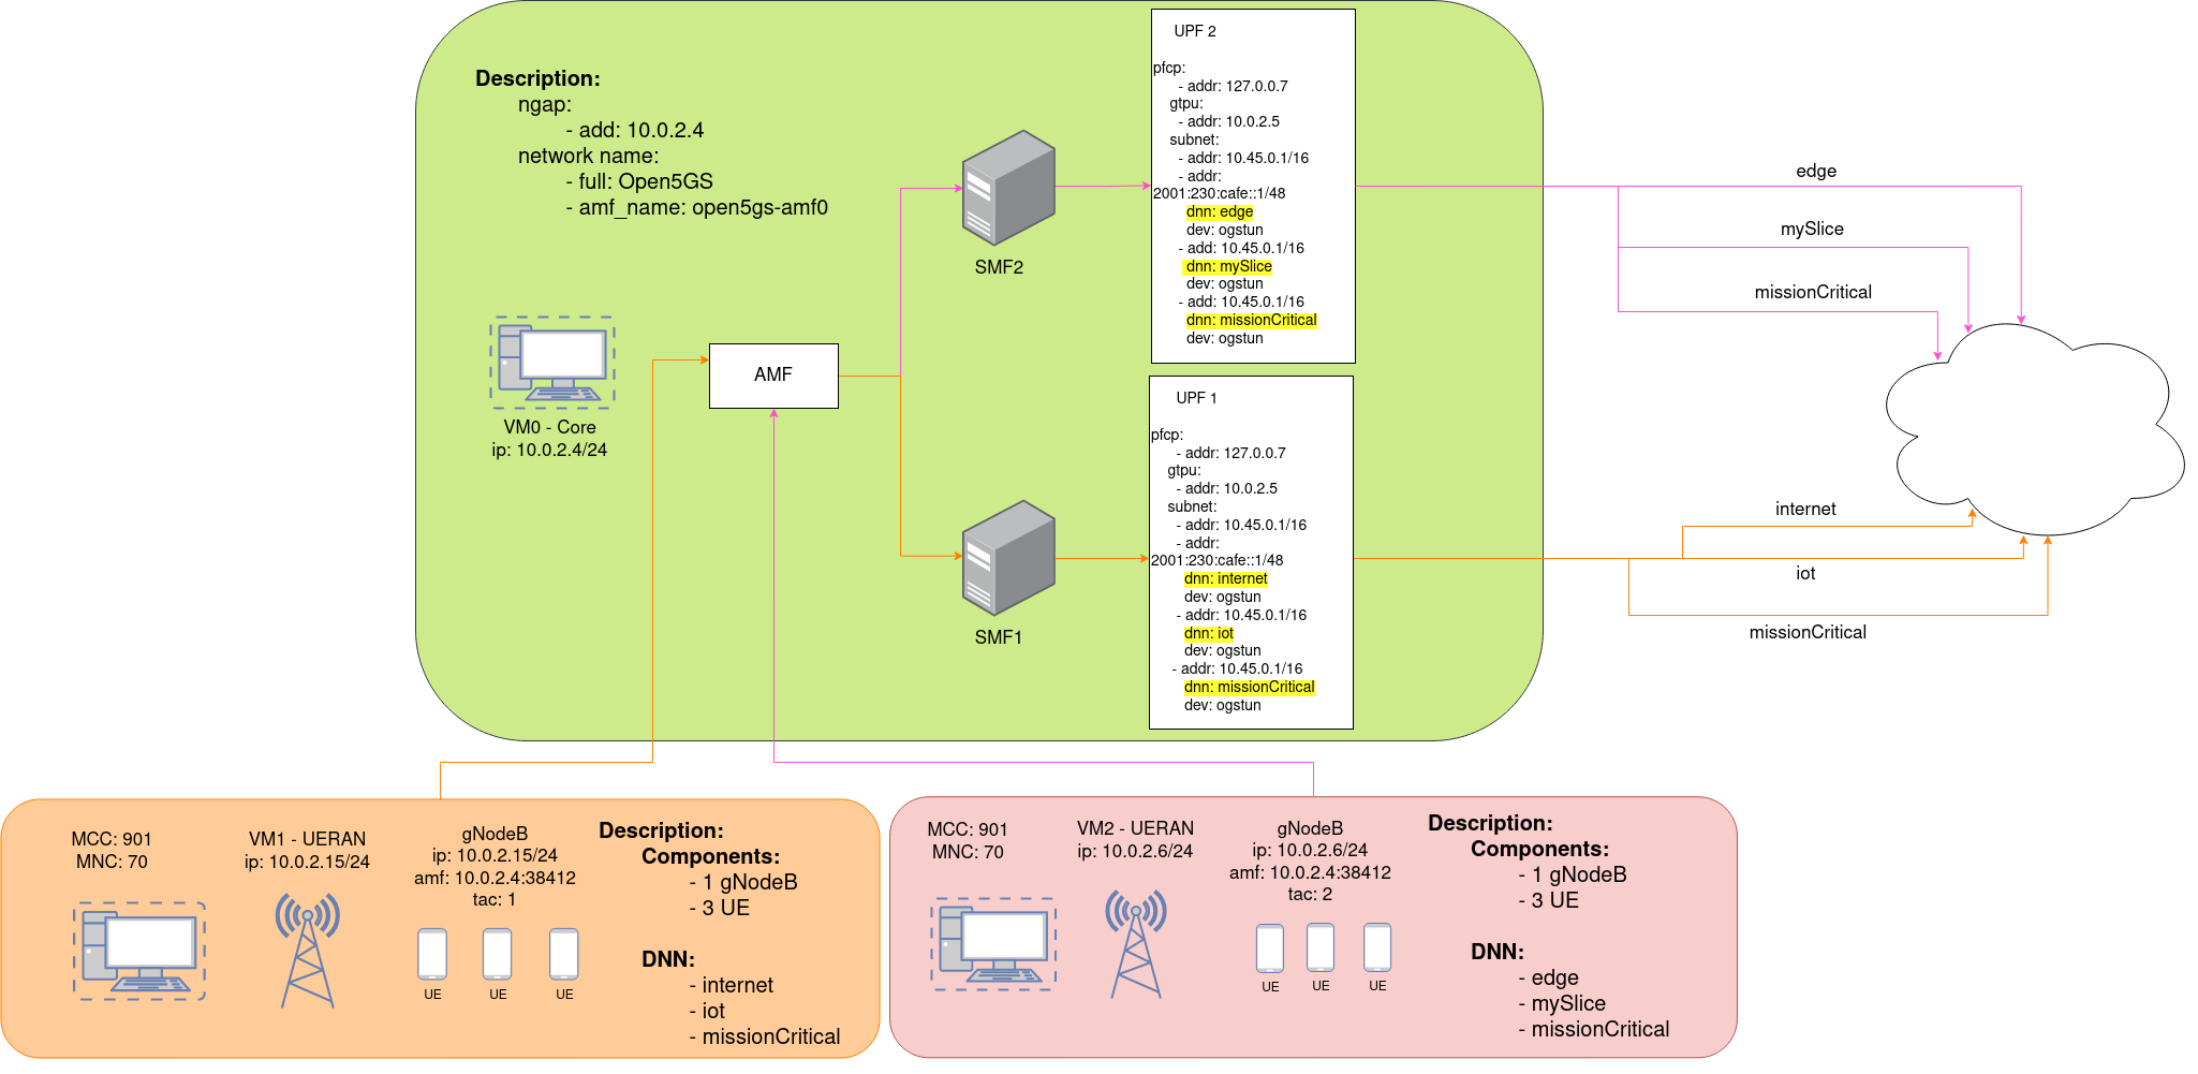 Description:
ngap:
- add: 10.0.2.4
network name:
- full: Open5GS
- amf_name: open5gs-amf0
VM0 - Core
ip: 10.0.2.4/24
AMF
SMF2
SMF1
UPF 2
pfcp:
- addr: 127.0.0.7
gtpu:
- addr: 10.0.2.5
subnet:
- addr: 10.45.0.1/16
- addr:
2001:230:cafe::1/48
dnn: edge
dev: ogstun
- add: 10.45.0.1/16
dnn: mySlice
dev: ogstun
- add: 10.45.0.1/16
dnn: missionCritical
dev: ogstun
UPF 1
pfcp:
- addr: 127.0.0.7
gtpu:
- addr: 10.0.2.5
subnet:
- addr: 10.45.0.1/16
- addr:
2001:230:cafe::1/48
dnn: internet
dev: ogstun
- addr: 10.45.0.1/16
dnn: iot
dev: ogstun
- addr: 10.45.0.1/16
dnn: missionCritical
dev: ogstun
edge
mySlice
missionCritical
internet
iot
missionCritical
MCC: 901
MNC: 70
VM1 - UERAN
ip: 10.0.2.15/24
gNodeB
ip: 10.0.2.15/24
amf: 10.0.2.4:38412
tac: 1
UE
UE
UE
Description:
Components:
- 1 gNodeB
- 3 UE
DNN:
- internet
- iot
- missionCritical
MCC: 901
MNC: 70
VM2 - UERAN
ip: 10.0.2.6/24
gNodeB
ip: 10.0.2.6/24
amf: 10.0.2.4:38412
tac: 2
UE
UE
UE
Description:
Components:
- 1 gNodeB
- 3 UE
DNN:
- edge
- mySlice
- missionCritical